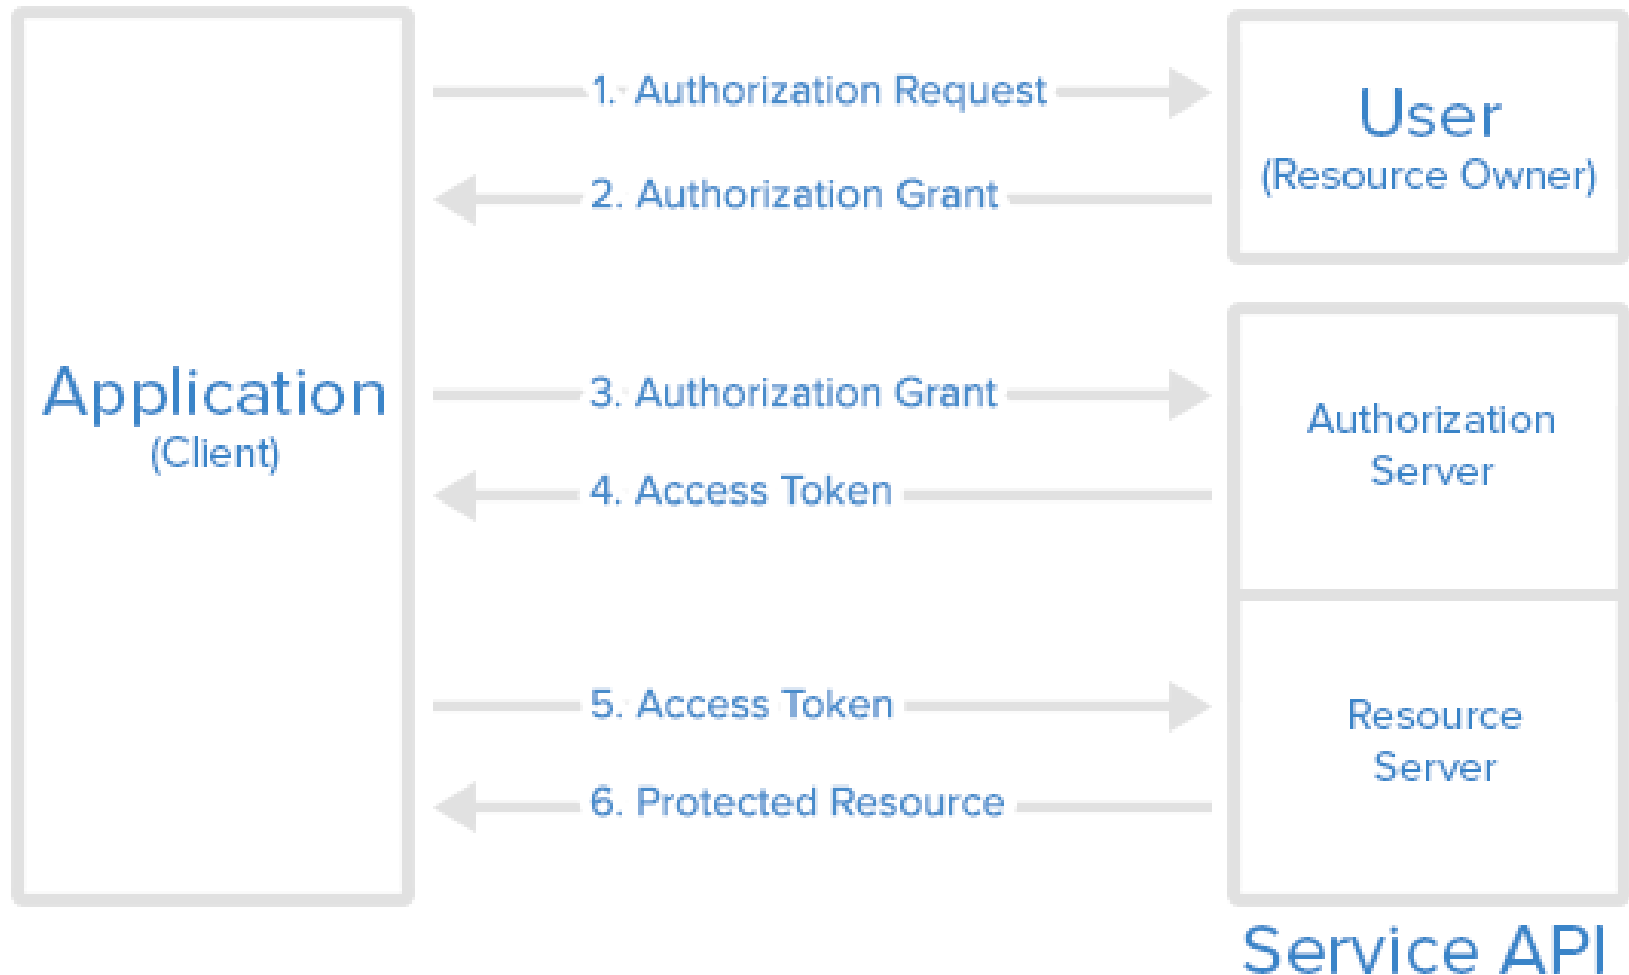 1. Authorization Request
User
(Resource Owner)
2. Authorization Grant
Application
(Client)
3. Authorization Grant
Authorization
Server
4. Access Token
5. Access Token
Resource
Server
6. Protected Resource
Service API